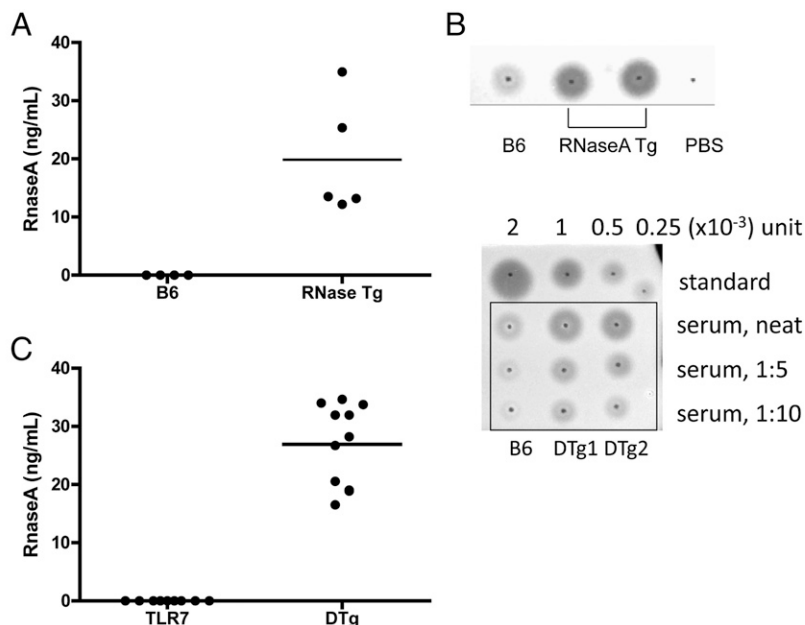 A
RnaseA (ng/mL)
40
30
20
10
0
B6 RNase Tg
B
B6 RNaseA Tg PBS
2 1 0.5 0.25 (x10⁻³) unit
standard
serum, neat
serum, 1:5
serum, 1:10
B6 DTg1 DTg2
C
RnaseA (ng/mL)
40
30
20
10
0
TLR7 DTg